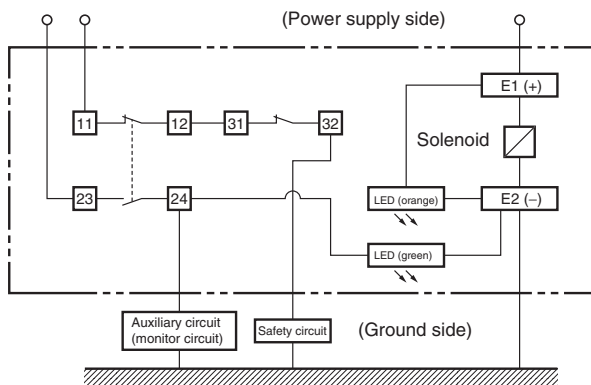 (Power supply side)
E1 (+)
11
12
31
32
Solenoid
23
24
LED (orange)
E2 (−)
LED (green)
Auxiliary circuit
(monitor circuit)
Safety circuit
(Ground side)